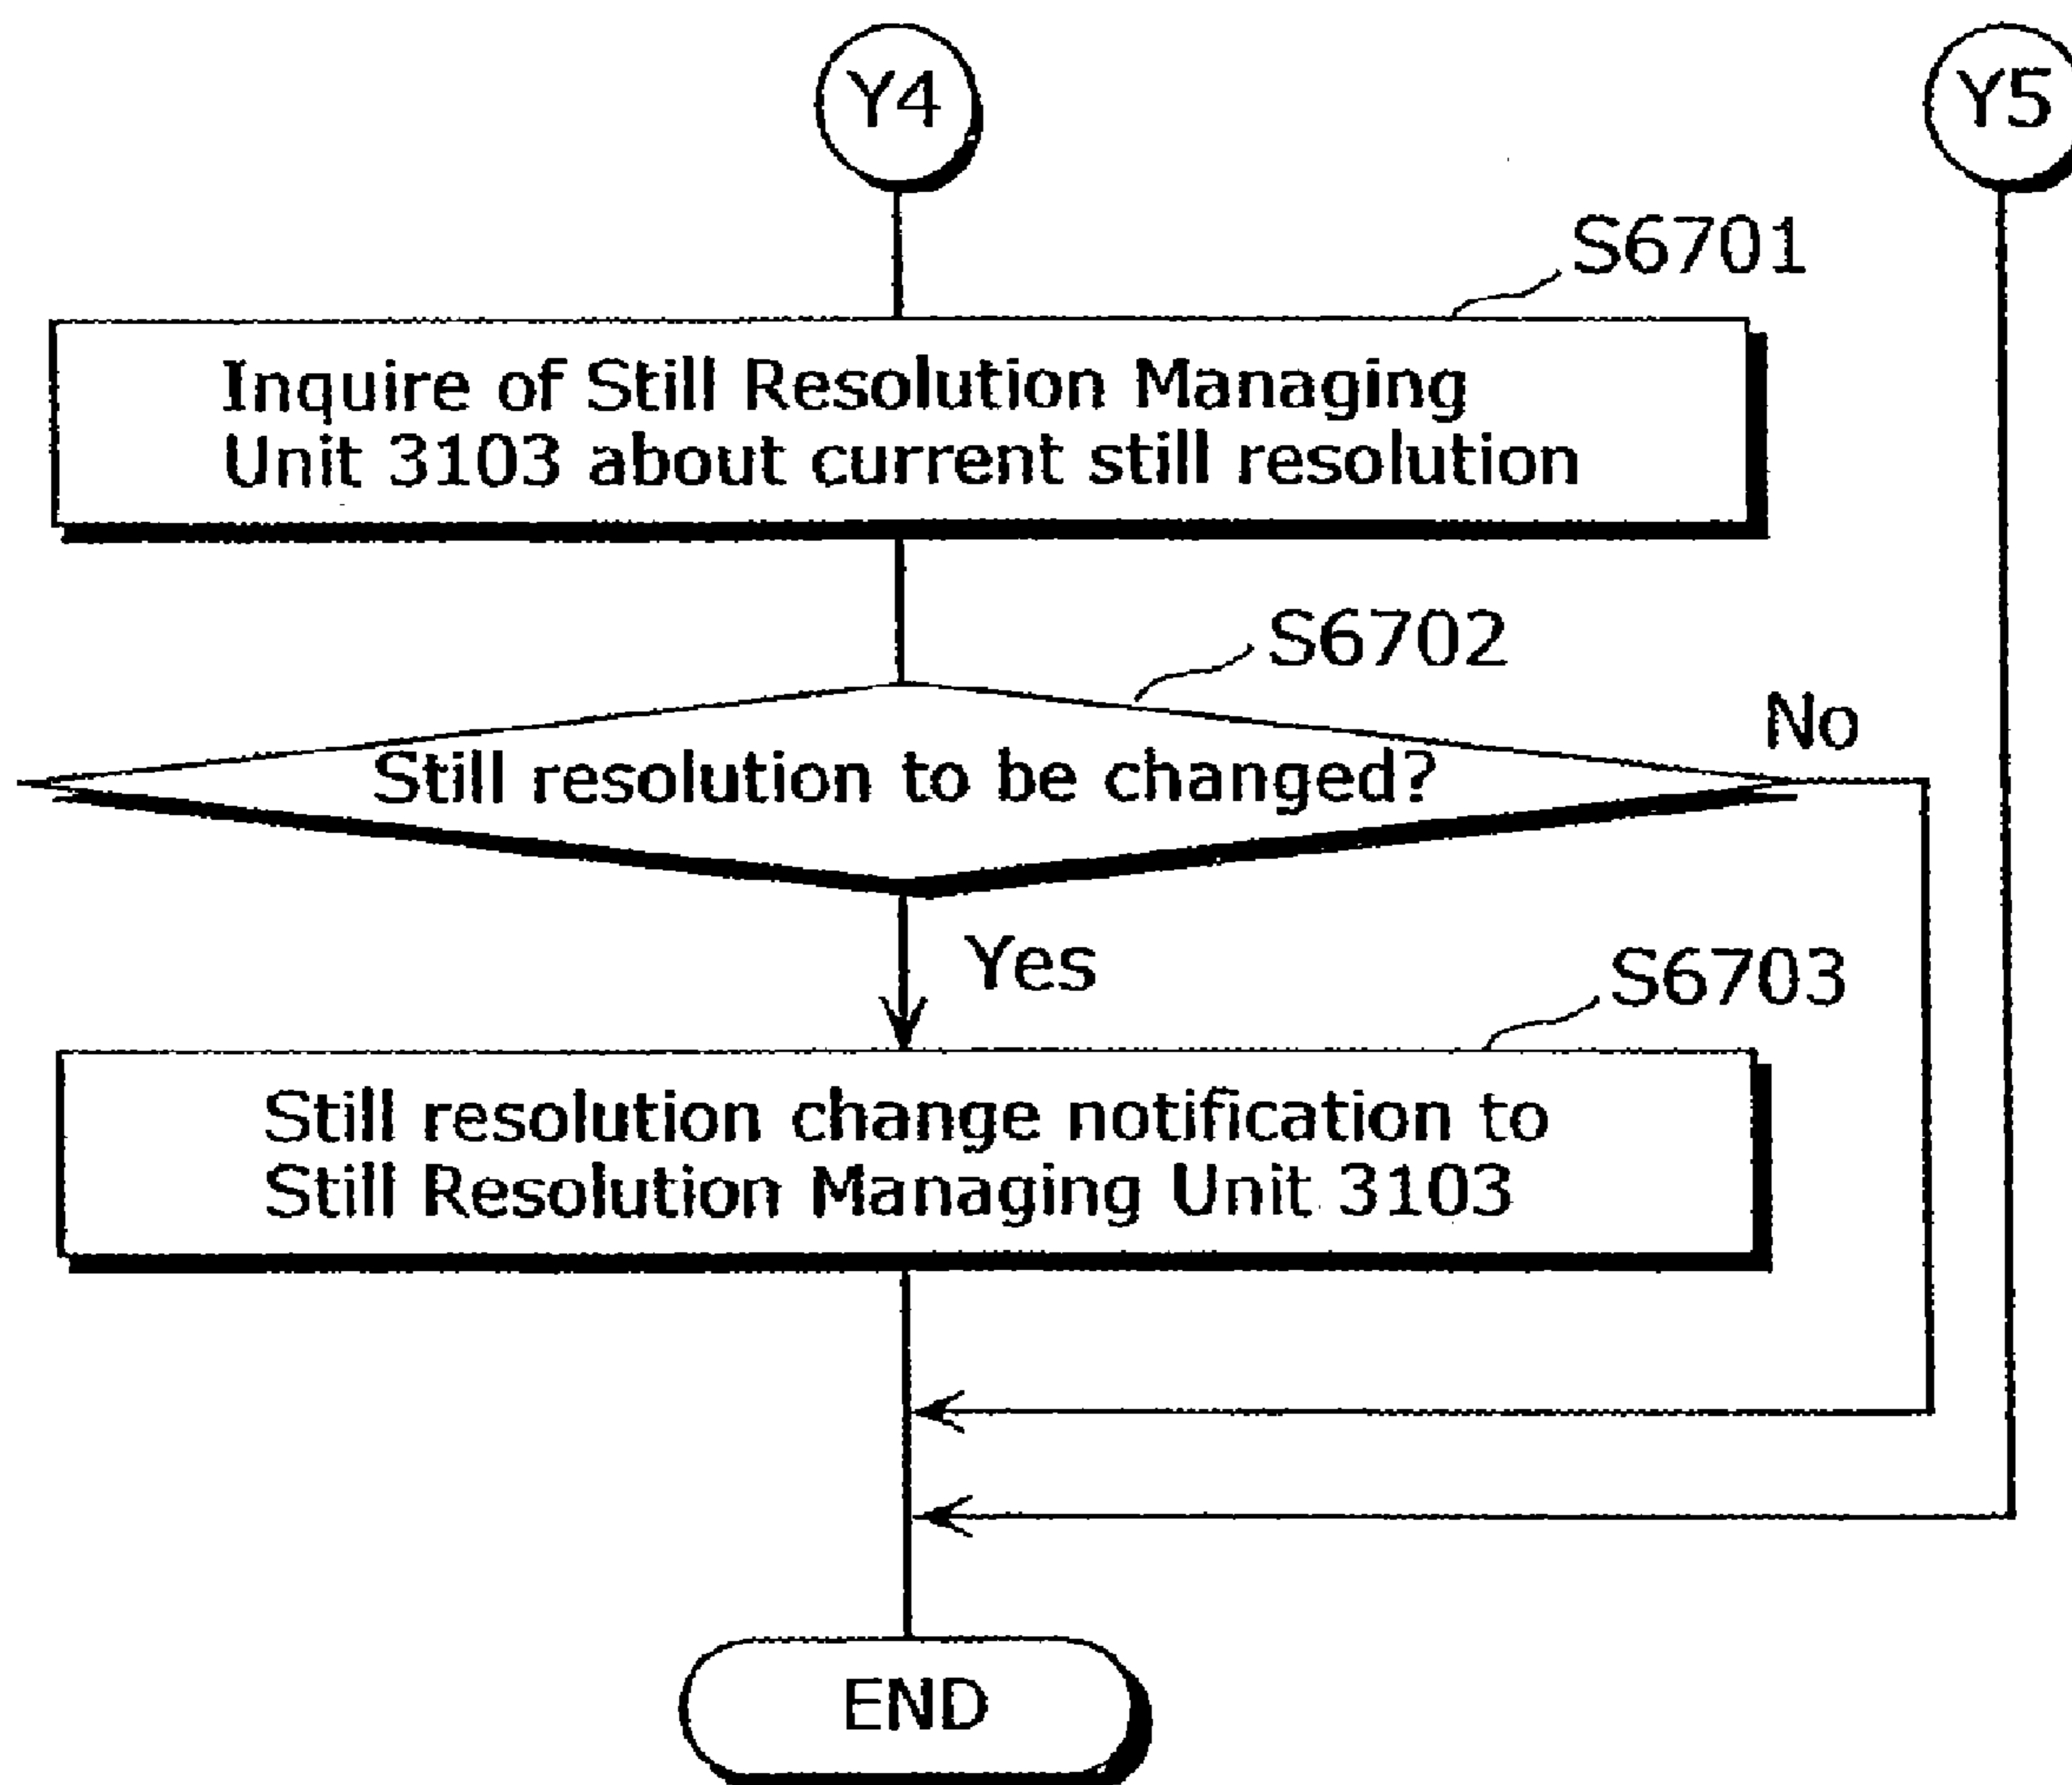 Y4
Y5
S6701
Inquire of Still Resolution Managing
Unit 3103 about current still resolution
S6702
No
Still resolution to be changed?
Yes
S6703
Still resolution change notification to
Still Resolution Managing Unit 3103
END